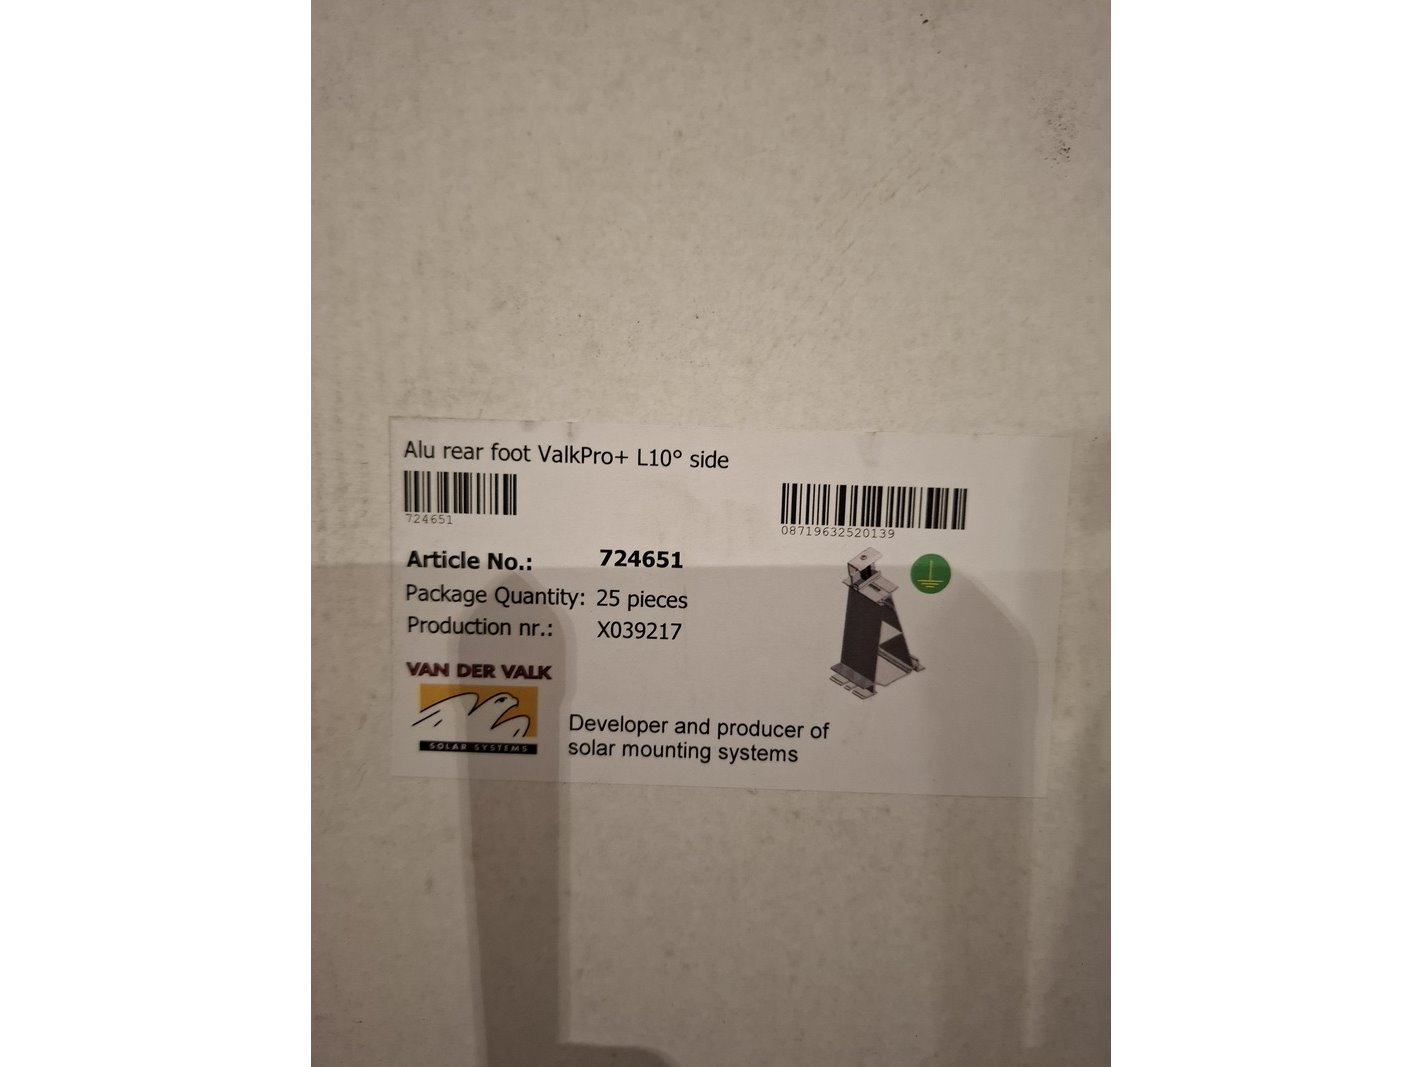 Alu rear foot ValkPro+ L10° side
724651
08719632520139
Article No.: 724651
Package Quantity: 25 pieces
Production nr.: X039217
VAN DER VALK
SOLAR SYSTEMS
Developer and producer of
solar mounting systems